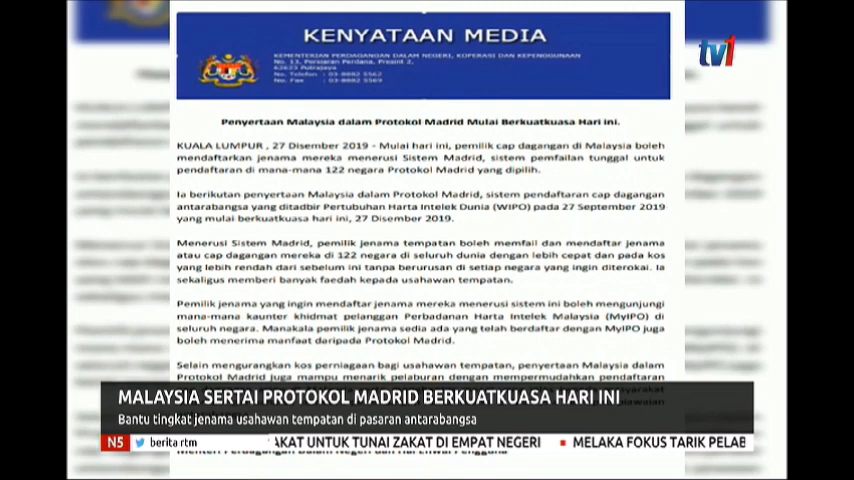 KENYATAAN MEDIA
KEMENTERIAN PERDAGANGAN DALAM NEGERI, KOPERASI DAN KEPENGGUNAAN
No. 13, Persiaran Perdana, Presint 2,
62623 Putrajaya
No. Telefon : 03-8882 5562
No. Fax : 03-8882 5569
tv1
Penyertaan Malaysia dalam Protokol Madrid Mulai Berkuatkuasa Hari ini.
KUALA LUMPUR , 27 Disember 2019 - Mulai hari ini, pemilik cap dagangan di Malaysia boleh
mendaftarkan jenama mereka menerusi Sistem Madrid, sistem pemfailan tunggal untuk
pendaftaran di mana-mana 122 negara Protokol Madrid yang dipilih.
Ia berikutan penyertaan Malaysia dalam Protokol Madrid, sistem pendaftaran cap dagangan
antarabangsa yang ditadbir Pertubuhan Harta Intelek Dunia (WIPO) pada 27 September 2019
yang mulai berkuatkuasa hari ini, 27 Disember 2019.
Menerusi Sistem Madrid, pemilik jenama tempatan boleh memfail dan mendaftar jenama
atau cap dagangan mereka di 122 negara di seluruh dunia dengan lebih cepat dan pada kos
yang lebih rendah dari sebelum ini tanpa berurusan di setiap negara yang ingin diterokai. Ia
sekaligus memberi banyak faedah kepada usahawan tempatan.
Pemilik jenama yang ingin mendaftar jenama mereka menerusi sistem ini boleh mengunjungi
mana-mana kaunter khidmat pelanggan Perbadanan Harta Intelek Malaysia (MyIPO) di
seluruh negara. Manakala pemilik jenama sedia ada yang telah berdaftar dengan MyIPO juga
boleh menerima manfaat daripada Protokol Madrid.
Selain mengurangkan kos perniagaan bagi usahawan tempatan, penyertaan Malaysia dalam
Protokol Madrid juga mampu menarik pelaburan dengan mempermudahkan pendaftaran
MALAYSIA SERTAI PROTOKOL MADRID BERKUATKUASA HARI INI
Bantu tingkat jenama usahawan tempatan di pasaran antarabangsa
N5 berita rtm AKAT UNTUK TUNAI ZAKAT DI EMPAT NEGERI MELAKA FOKUS TARIK PELAB